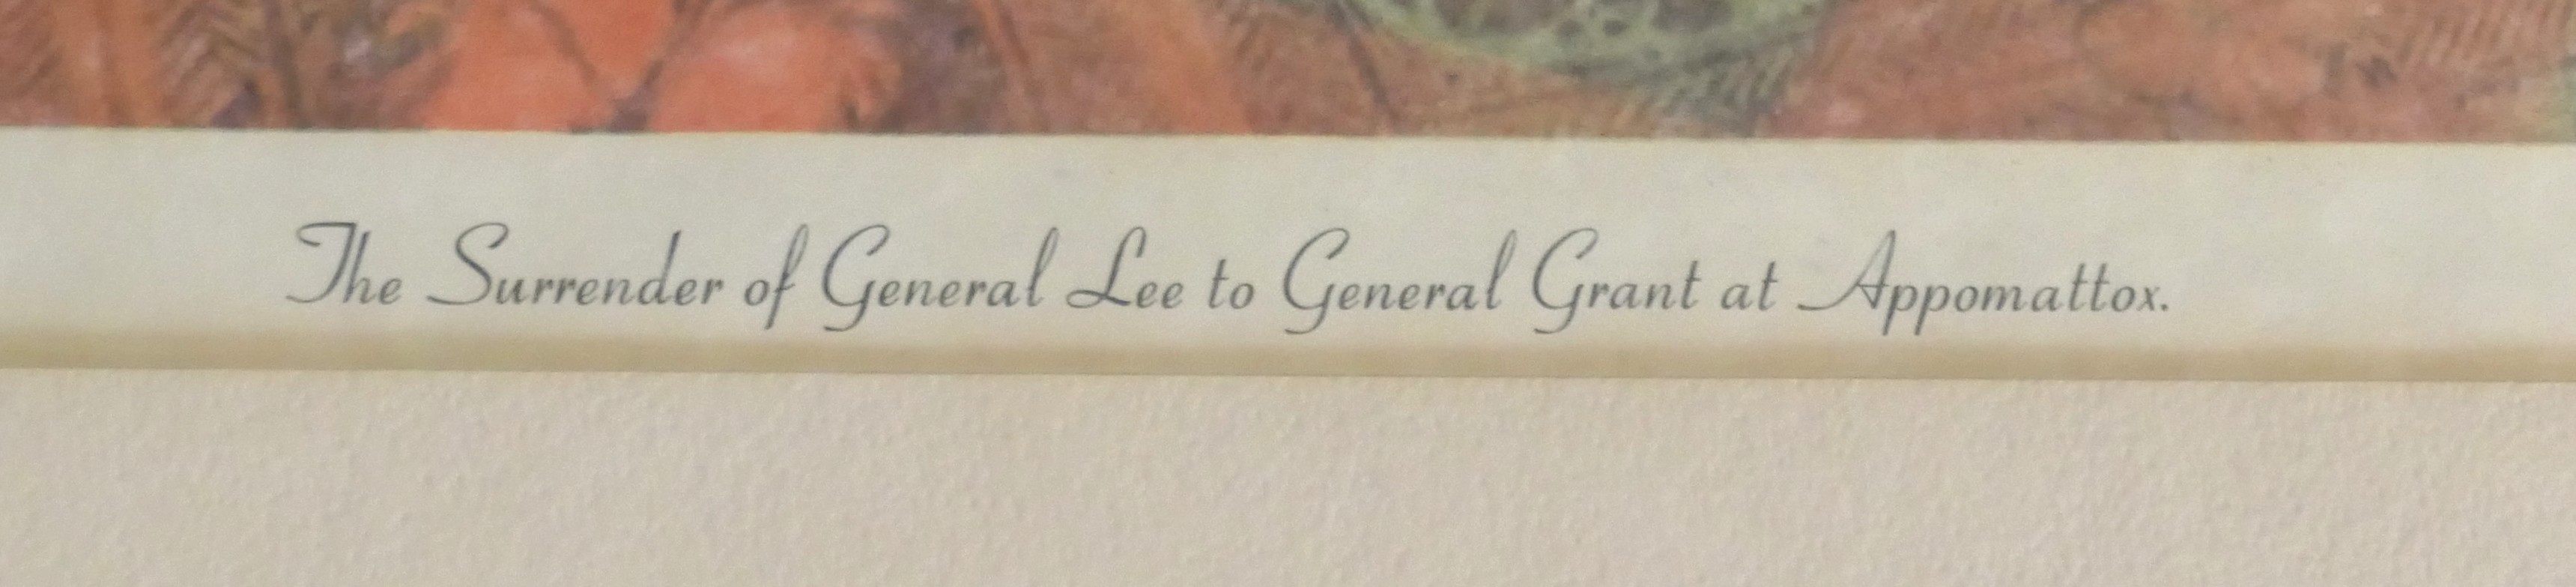 The Surrender of General Lee to General Grant at Appomattox.